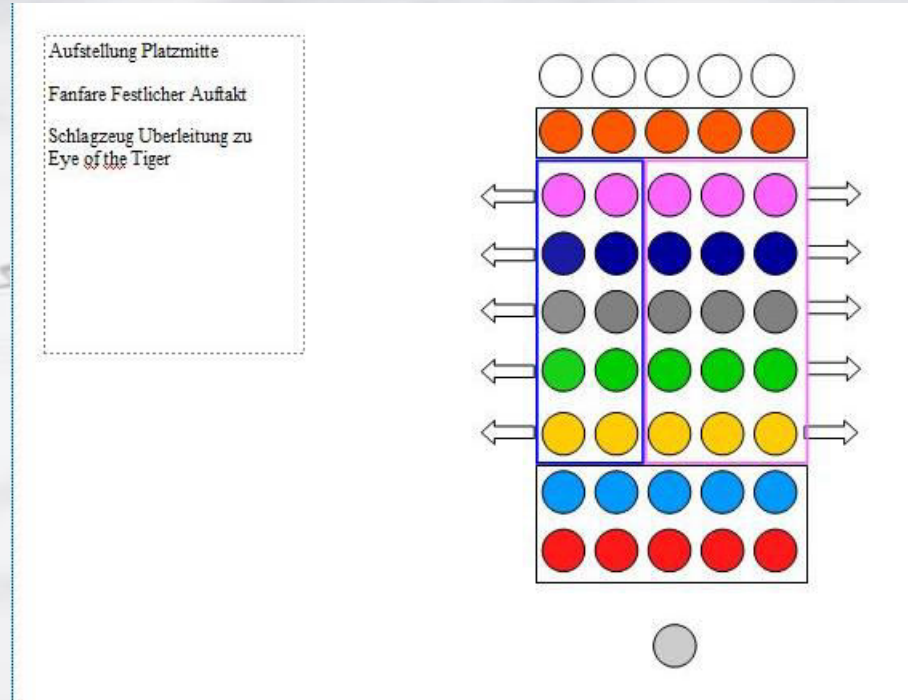 Aufstellung Platzmitte
Fanfare Festlicher Auftakt
Schlagzeug Uberleitung zu
Eye of the Tiger